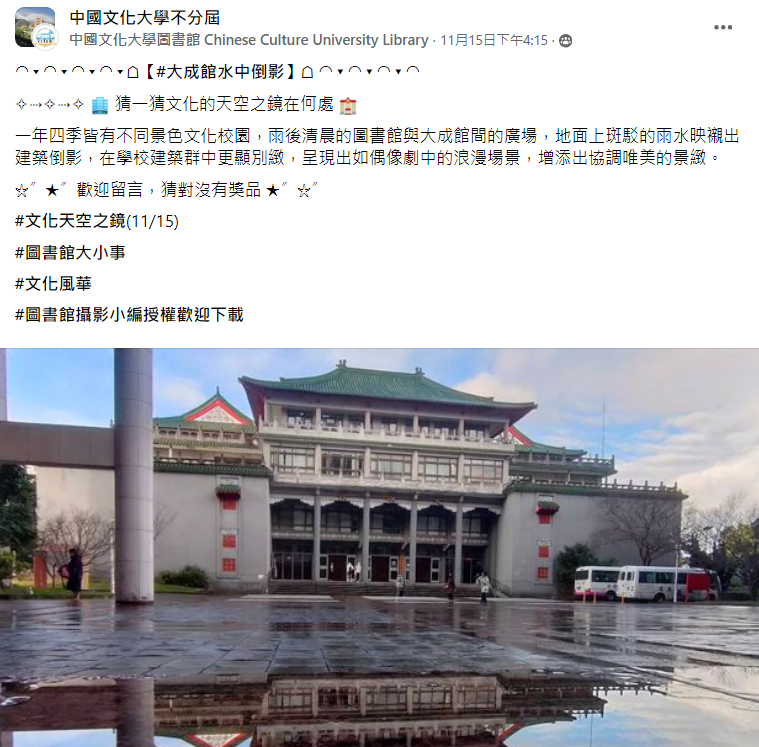 中國文化大學不分屆
中國文化大學圖書館 Chinese Culture University Library · 11月15日下午4:15 ·
◠▾◠▾◠▾◠▾☖【#大成館水中倒影】☖◠▾◠▾◠▾◠
✧⤑✧⤑✧ 🏢 猜一猜文化的天空之鏡在何處 🏫
一年四季皆有不同景色文化校園，雨後清晨的圖書館與大成館間的廣場，地面上斑駁的雨水映襯出
建築倒影，在學校建築群中更顯別緻，呈現出如偶像劇中的浪漫場景，增添出協調唯美的景緻。
☆〞★〞歡迎留言，猜對沒有獎品 ★〞☆〞
#文化天空之鏡(11/15)
#圖書館大小事
#文化風華
#圖書館攝影小編授權歡迎下載